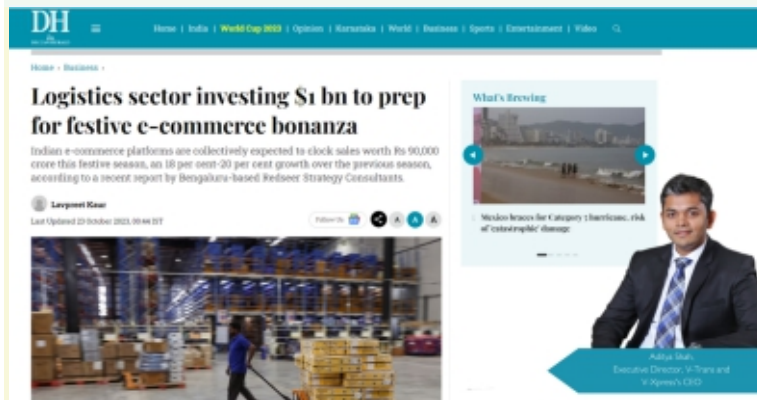 DH
Home | India | World Cup 2023 | Opinion | Karnataka | World | Business | Sports | Entertainment | Video
Home › Business ›
Logistics sector investing $1 bn to prep
for festive e-commerce bonanza
Indian e-commerce platforms are collectively expected to clock sales worth Rs 90,000
crore this festive season, an 18 per cent-20 per cent growth over the previous season,
according to a recent report by Bengaluru-based Redseer Strategy Consultants.
Lavpreet Kaur
Last Updated 23 October 2023,
Follow Us
A A A
What's Brewing
Mexico braces for Category 5 hurricane, risk
of 'catastrophic' damage
Aditya Shah,
Executive Director, V-Trans and
V-Xpress's CEO